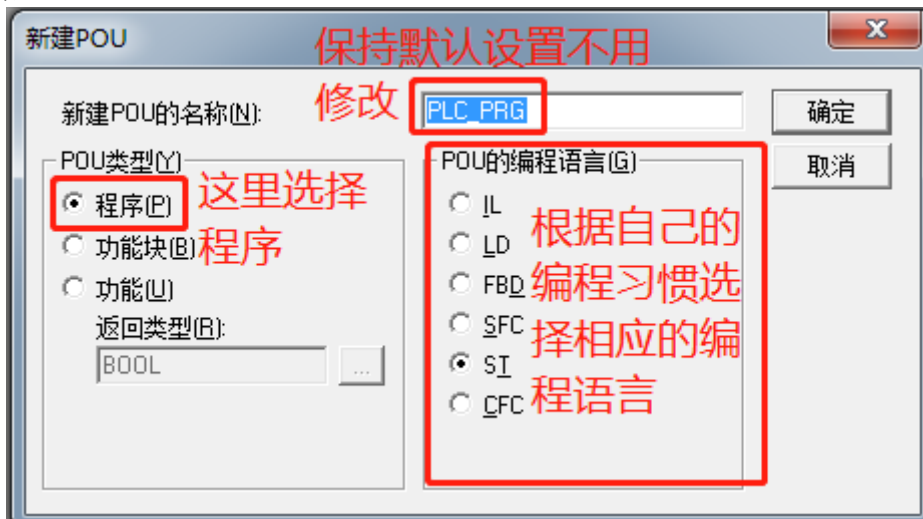 新建POU
保持默认设置不用
修改
新建POU的名称(N):
PLC_PRG
确定
取消
POU类型(Y)
程序(P)
功能块(B)
功能(U)
返回类型(R):
BOOL
...
这里选择
程序
POU的编程语言(G)
IL
LD
FBD
SFC
ST
CFC
根据自己的
编程习惯选
择相应的编
程语言